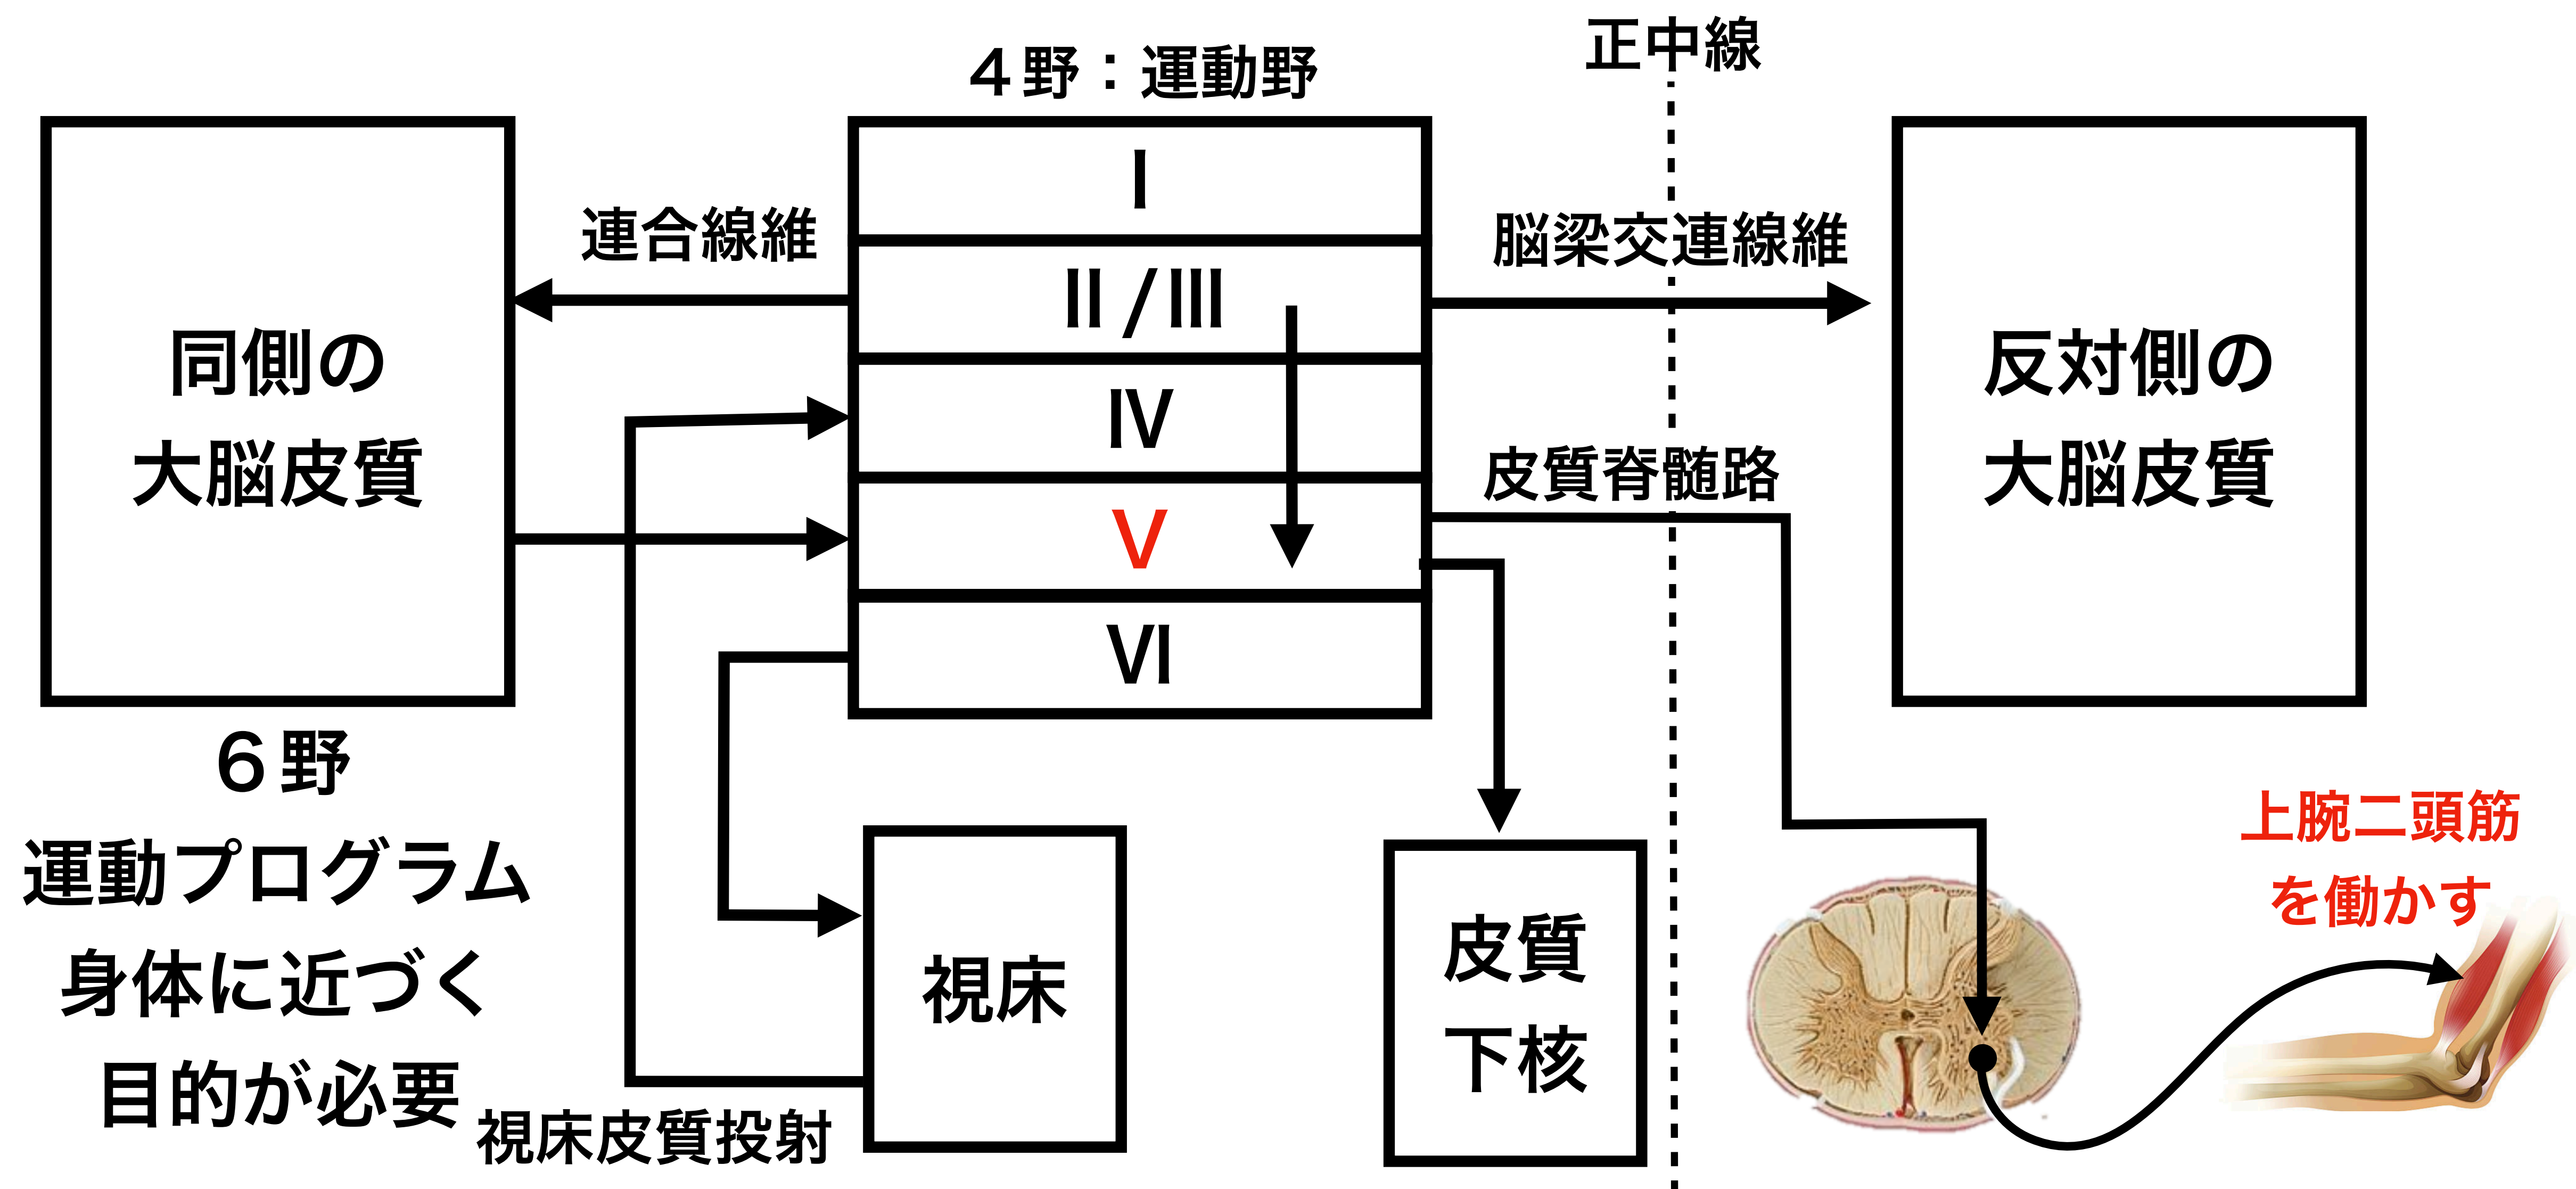 正中線
４野：運動野
Ⅰ
連合線維
脳梁交連線維
Ⅱ/Ⅲ
同側の
大脳皮質
反対側の
大脳皮質
Ⅳ
皮質脊髄路
Ⅴ
Ⅵ
６野
運動プログラム
身体に近づく
目的が必要
視床皮質投射
視床
皮質
下核
上腕二頭筋
を働かす